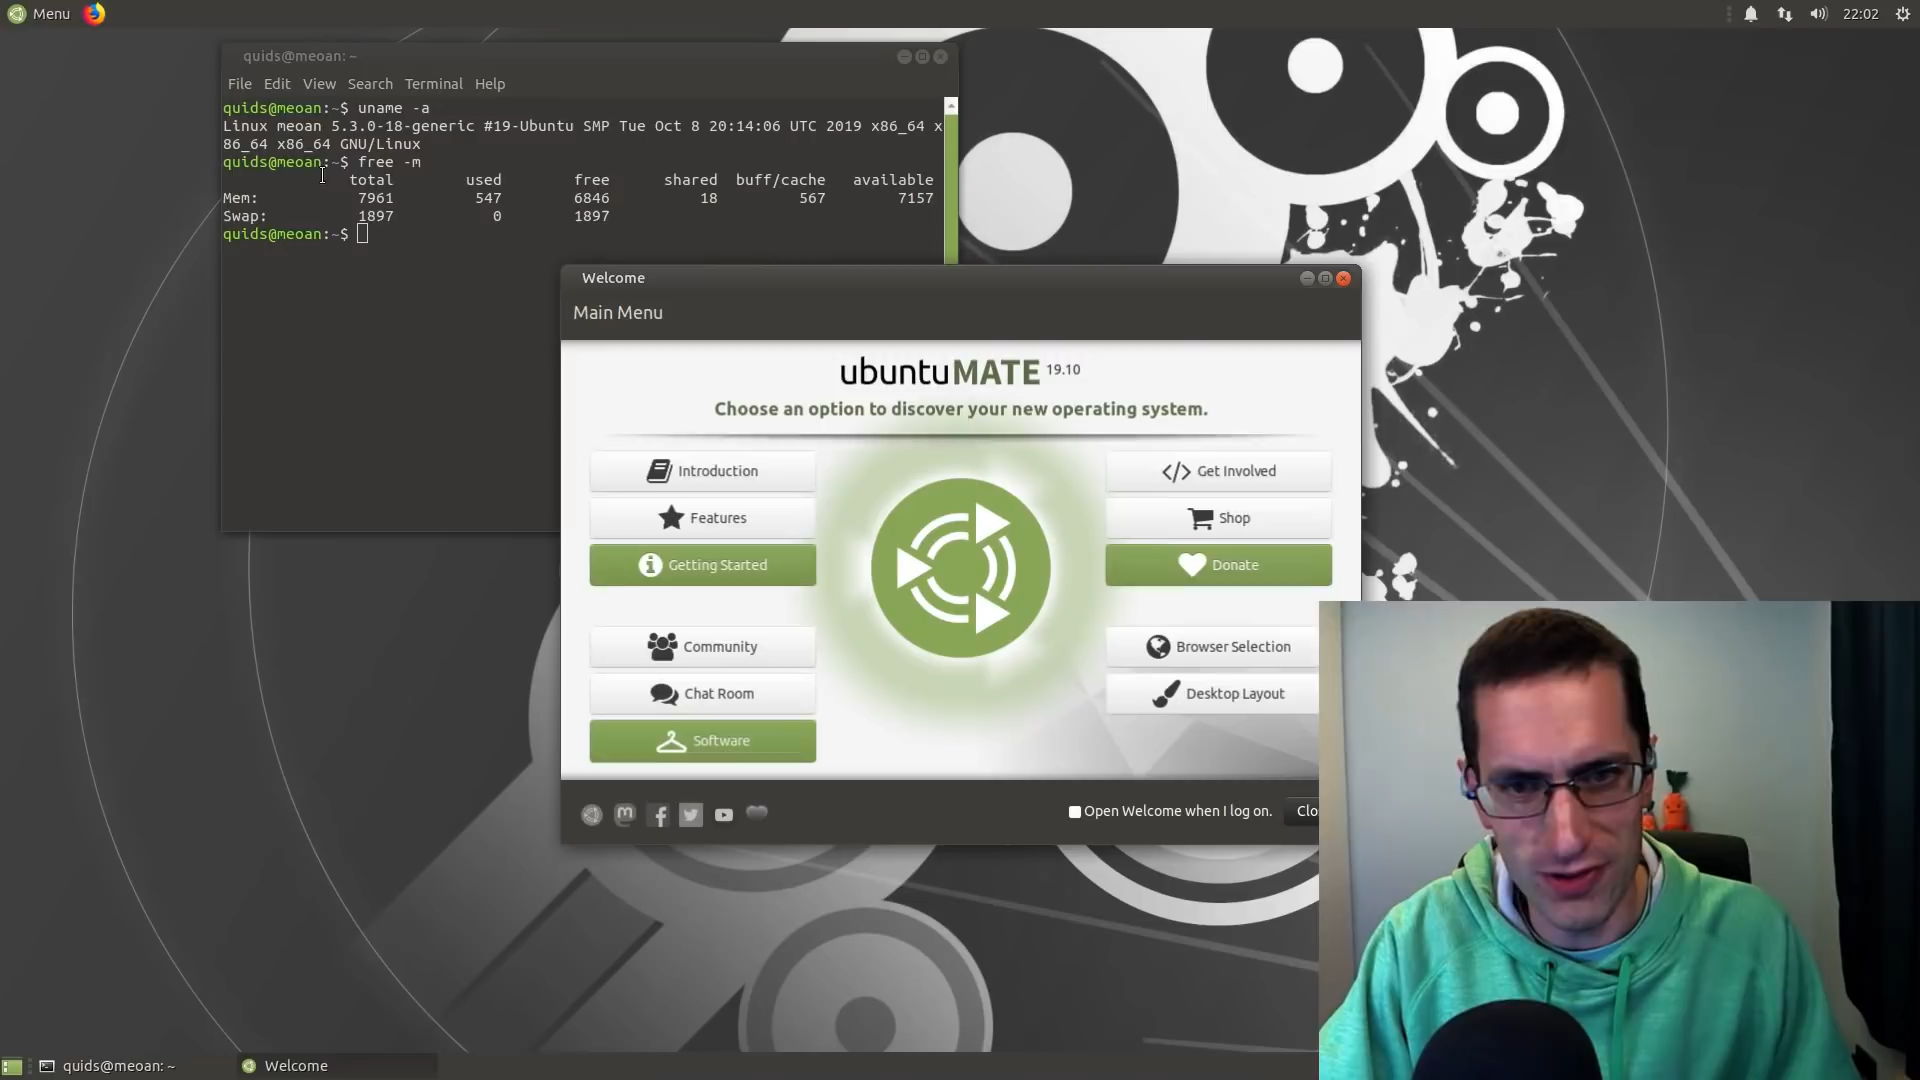 Menu
22:02
quids@meoan: ~
File Edit View Search Terminal Help
quids@meoan:~$ uname -a
Linux meoan 5.3.0-18-generic #19-Ubuntu SMP Tue Oct 8 20:14:06 UTC 2019 x86_64 x
86_64 x86_64 GNU/Linux
quids@meoan:~$ free -m
total used free shared buff/cache available
Mem: 7961 547 6846 18 567 7157
Swap: 1897 0 1897
quids@meoan:~$
Welcome
Main Menu
ubuntu MATE 19.10
Choose an option to discover your new operating system.
Introduction
Features
Getting Started
Community
Chat Room
Software
Get Involved
Shop
Donate
Browser Selection
Desktop Layout
Open Welcome when I log on.
Clo
quids@meoan: ~
Welcome